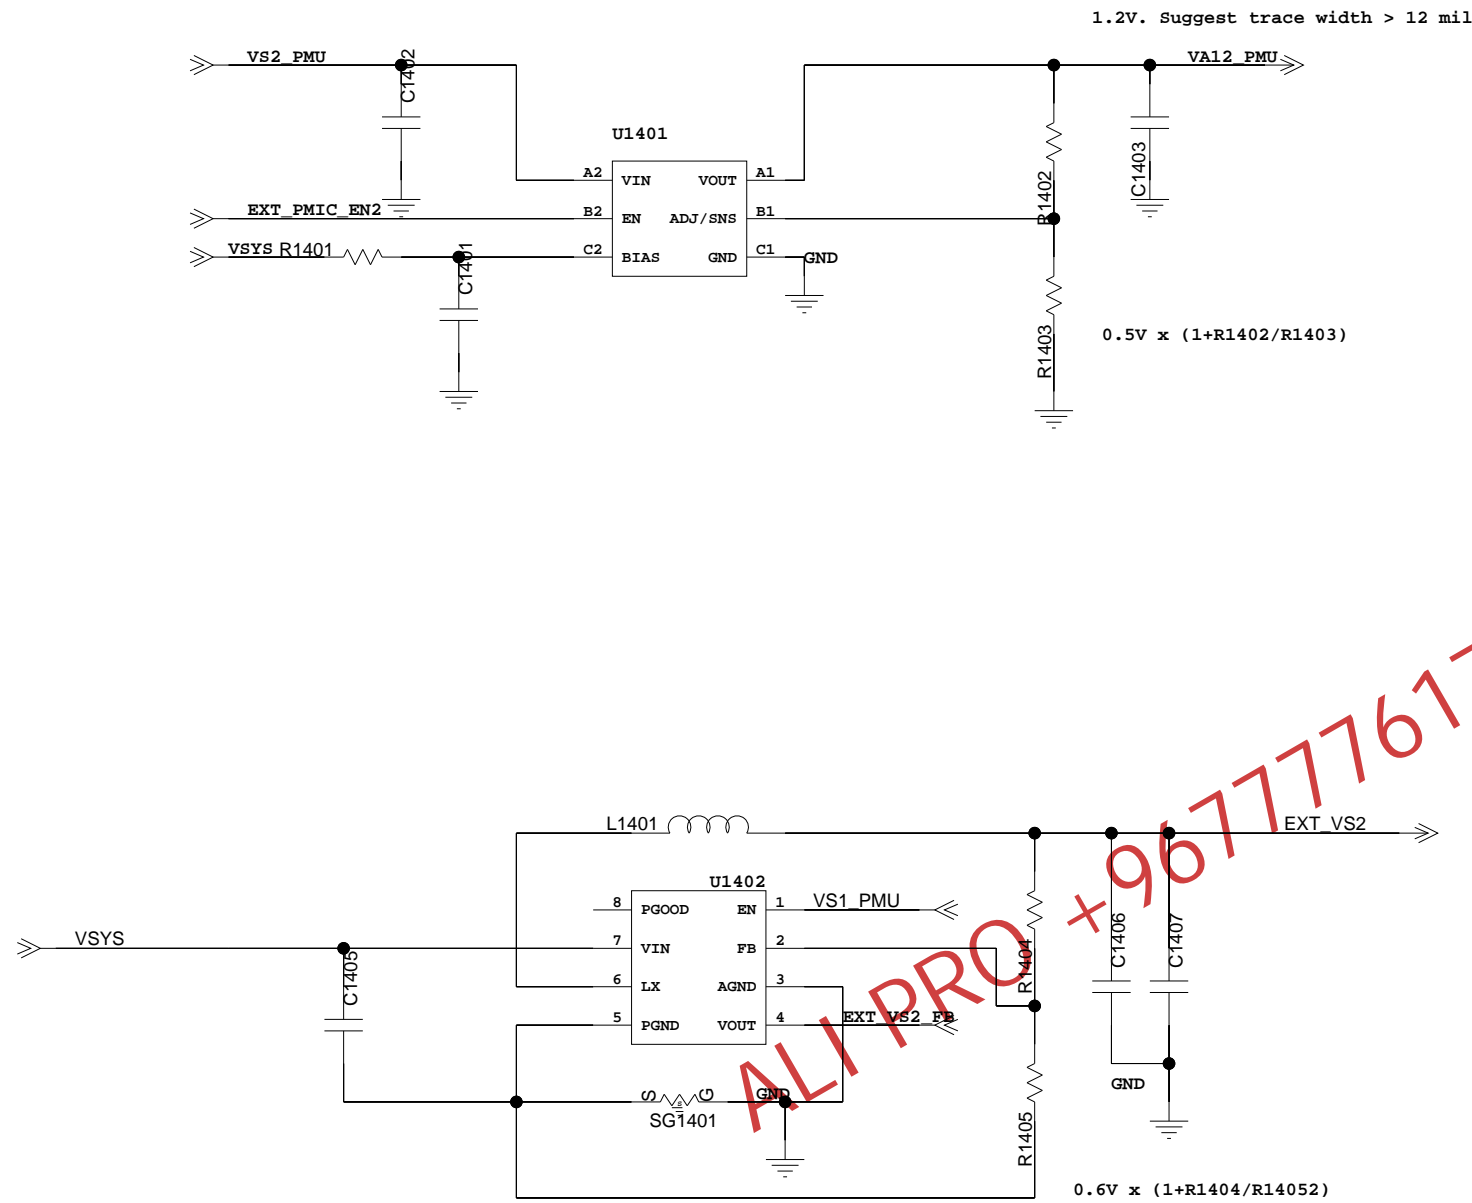 1.2V. Suggest trace width > 12 mil
VS2_PMU
C1402
VA12_PMU
U1401
A2 VIN VOUT A1
EXT_PMIC_EN2
B2 EN ADJ/SNS B1
VSYS R1401
C2 BIAS GND C1 GND
C1401
R1402
C1403
R1403
0.5V x (1+R1402/R1403)
L1401
EXT_VS2
U1402
8 PGOOD EN 1 VS1_PMU
VSYS
7 VIN FB 2
6 LX AGND 3
5 PGND VOUT 4 EXT_VS2_FB
C1405
R1404
C1406
C1407
S G GND
SG1401
GND
R1405
0.6V x (1+R1404/R14052)
ALI PRO +96777761